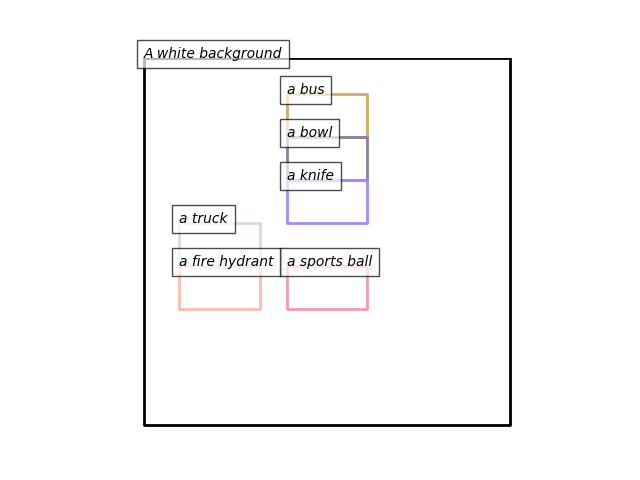 A white background
a bus
a bowl
a knife
a truck
a fire hydrant
a sports ball